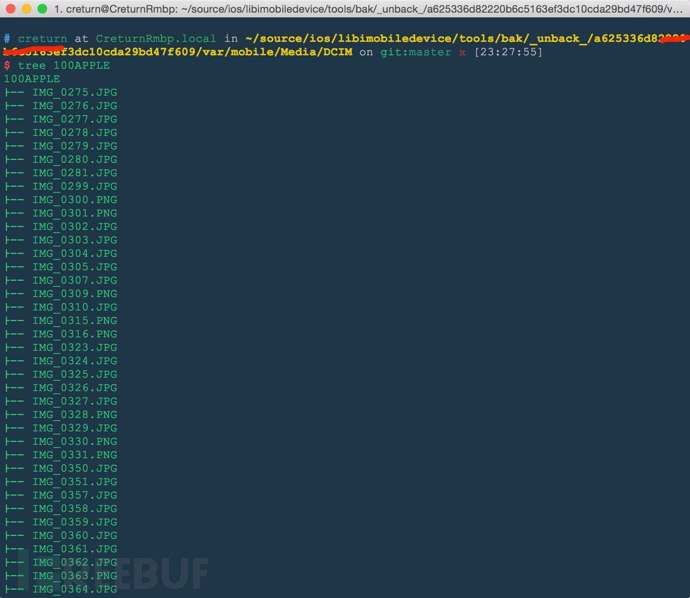 1. creturn@CreturnRmbp: ~/source/ios/libimobiledevice/tools/bak/_unback_/a625336d82220b6c5163ef3dc10cda29bd47f609/v…
# creturn at CreturnRmbp.local in ~/source/ios/libimobiledevice/tools/bak/_unback_/a625336d82220
b6c5163ef3dc10cda29bd47f609/var/mobile/Media/DCIM on git:master x [23:27:55]
$ tree 100APPLE
100APPLE
├── IMG_0275.JPG
├── IMG_0276.JPG
├── IMG_0277.JPG
├── IMG_0278.JPG
├── IMG_0279.JPG
├── IMG_0280.JPG
├── IMG_0281.JPG
├── IMG_0299.JPG
├── IMG_0300.PNG
├── IMG_0301.PNG
├── IMG_0302.JPG
├── IMG_0303.JPG
├── IMG_0304.JPG
├── IMG_0305.JPG
├── IMG_0307.JPG
├── IMG_0309.PNG
├── IMG_0310.JPG
├── IMG_0315.PNG
├── IMG_0316.PNG
├── IMG_0323.JPG
├── IMG_0324.JPG
├── IMG_0325.JPG
├── IMG_0326.JPG
├── IMG_0327.JPG
├── IMG_0328.PNG
├── IMG_0329.JPG
├── IMG_0330.PNG
├── IMG_0331.PNG
├── IMG_0350.JPG
├── IMG_0351.JPG
├── IMG_0357.JPG
├── IMG_0358.JPG
├── IMG_0359.JPG
├── IMG_0360.JPG
├── IMG_0361.JPG
├── IMG_0362.JPG
├── IMG_0363.PNG
├── IMG_0364.JPG